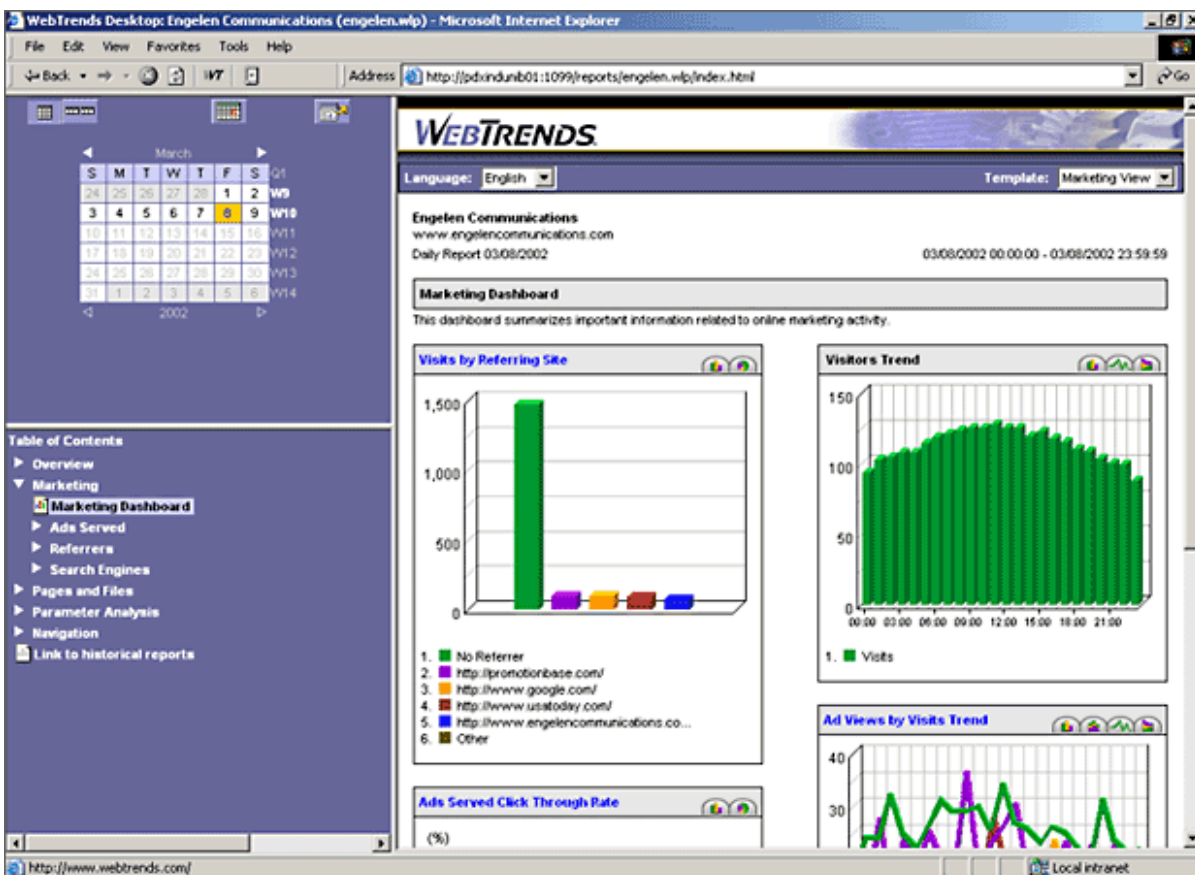 WebTrends Desktop: Engelen Communications (engelen.wlp) - Microsoft Internet Explorer
File Edit View Favorites Tools Help
Back Address http://pdxindunib01:1099/reports/engelen.wlp/index.html Go
March
S M T W T F S Q1
24 25 26 27 28 1 2 W9
3 4 5 6 7 8 9 W10
10 11 12 13 14 15 16 W11
17 18 19 20 21 22 23 W12
24 25 26 27 28 29 30 W13
31 1 2 3 4 5 6 W14
2002
Table of Contents
Overview
Marketing
Marketing Dashboard
Ads Served
Referrers
Search Engines
Pages and Files
Parameter Analysis
Navigation
Link to historical reports
WEBTRENDS
Language: English Template: Marketing View
Engelen Communications
www.engelencommunications.com
Daily Report 03/08/2002 03/08/2002 00:00:00 - 03/08/2002 23:59:59
Marketing Dashboard
This dashboard summarizes important information related to online marketing activity.
Visits by Referring Site
1,500
1,000
500
0
1. No Referrer
2. http://promotionbase.com/
3. http://www.google.com/
4. http://www.usatoday.com/
5. http://www.engelencommunications.co...
6. Other
Visitors Trend
150
100
50
0
00:00 03:00 06:00 09:00 12:00 15:00 18:00 21:00
1. Visits
Ads Served Click Through Rate
(%)
Ad Views by Visits Trend
40
30
http://www.webtrends.com/ Local intranet